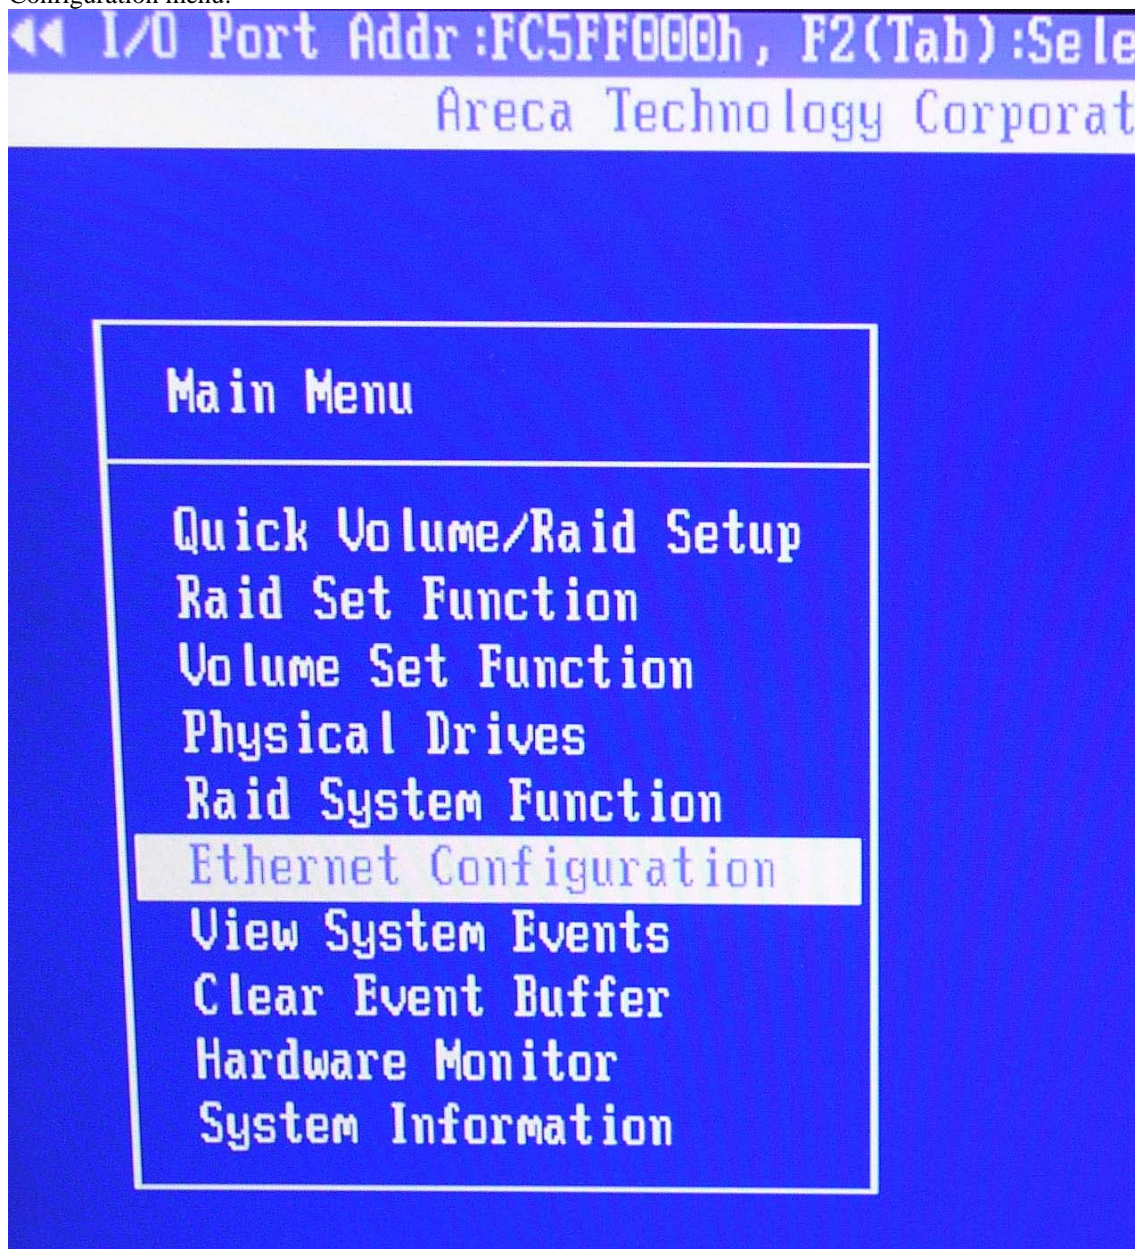 Configuration menu.
◄◄ I/O Port Addr:FC5FF000h, F2(Tab):Sele
Areca Technology Corporat
Main Menu
Quick Volume/Raid Setup
Raid Set Function
Volume Set Function
Physical Drives
Raid System Function
Ethernet Configuration
View System Events
Clear Event Buffer
Hardware Monitor
System Information